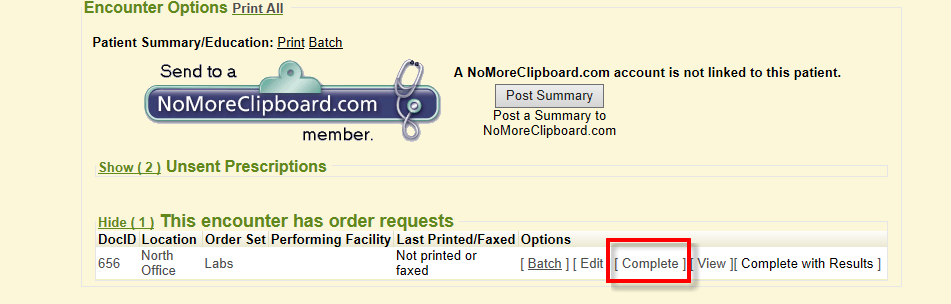 Encounter Options Print All
Patient Summary/Education: Print Batch
Send to a
NoMoreClipboard.com
member.
A NoMoreClipboard.com account is not linked to this patient.
Post Summary
Post a Summary to
NoMoreClipboard.com
Show ( 2 ) Unsent Prescriptions
Hide ( 1 ) This encounter has order requests
DocID Location Order Set Performing Facility Last Printed/Faxed Options
656 North Office Labs Not printed or faxed [ Batch ] [ Edit [ Complete ] [ View ][ Complete with Results ]